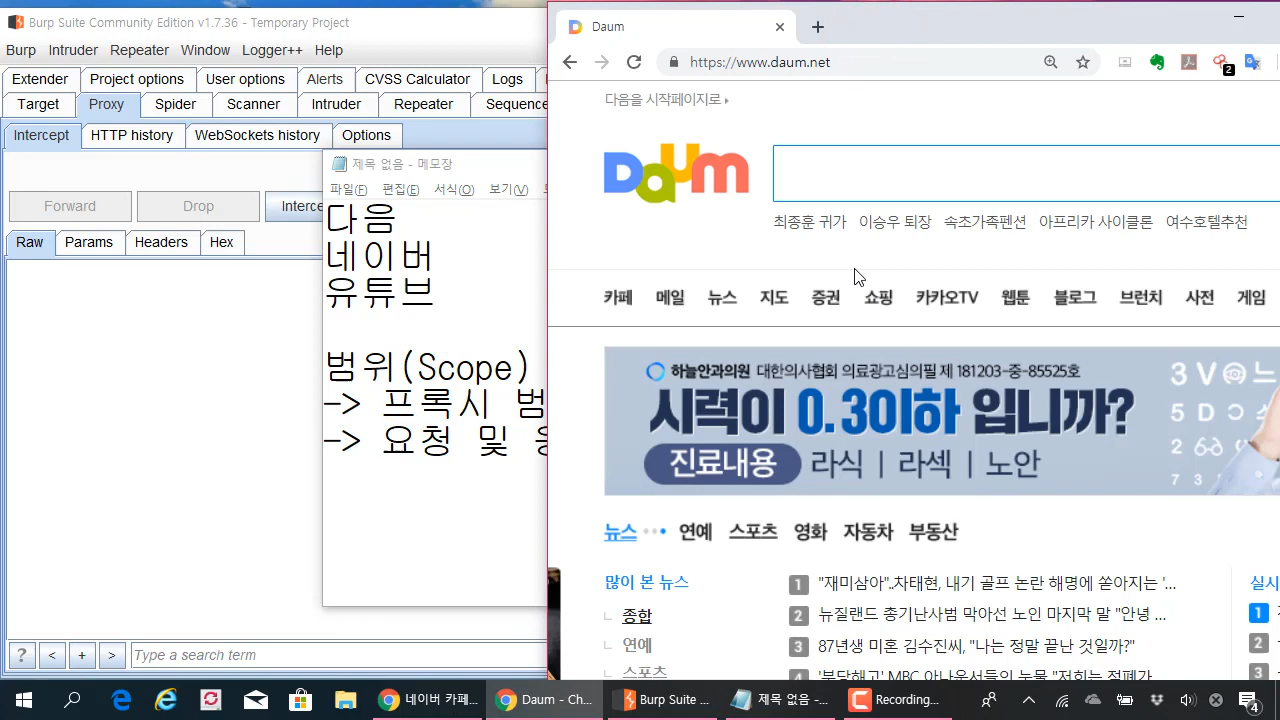 Burp Suite Community Edition v1.7.36 - Temporary Project
Burp Intruder Repeater Window Logger++ Help
Extender Project options User options Alerts CVSS Calculator Logs
Target Proxy Spider Scanner Intruder Repeater Sequence
Intercept HTTP history WebSockets history Options
Forward Drop Interce
Raw Params Headers Hex
Type a search term
제목 없음 - 메모장
파일(F) 편집(E) 서식(O) 보기(V)
다음
네이버
유튜브
범위(Scope)
-> 프록시 범
-> 요청 및
Daum
https://www.daum.net
2
다음을 시작페이지로
Daum
최종훈 귀가 이승우 퇴장 속초가족펜션 아프리카 사이클론 여수호텔추천
카페 메일 뉴스 지도 증권 쇼핑 카카오TV 웹툰 블로그 브런치 사전 게임
하늘안과의원 대한의사협회 의료광고심의필 제 181203-중-85525호
시력이 0.3이하 입니까?
진료내용 라식 | 라섹 | 노안
뉴스 연예 스포츠 영화 자동차 부동산
많이 본 뉴스
종합
연예
스포츠
1 "재미삼아"..차태현, 내기 골프 논란 해명에 쏟아지는 '...
2 뉴질랜드 총기난사범 막아선 노인 마지막 말 "안녕 ...
3 87년생 미혼 김수진씨, "나는 정말 끝난 것일까?"
실시
1
2
3
네이버 카페... Daum - Ch... Burp Suite ... 제목 없음 -... Recording... 4